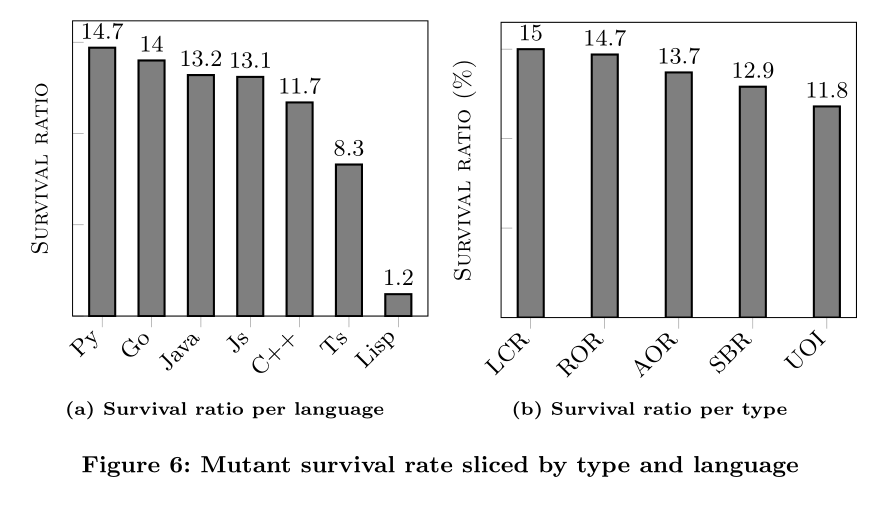 Survival ratio
14.7
14
13.2
13.1
11.7
8.3
1.2
Py
Go
Java
Js
C++
Ts
Lisp
(a) Survival ratio per language
Survival ratio (%)
15
14.7
13.7
12.9
11.8
LCR
ROR
AOR
SBR
UOI
(b) Survival ratio per type
Figure 6: Mutant survival rate sliced by type and language